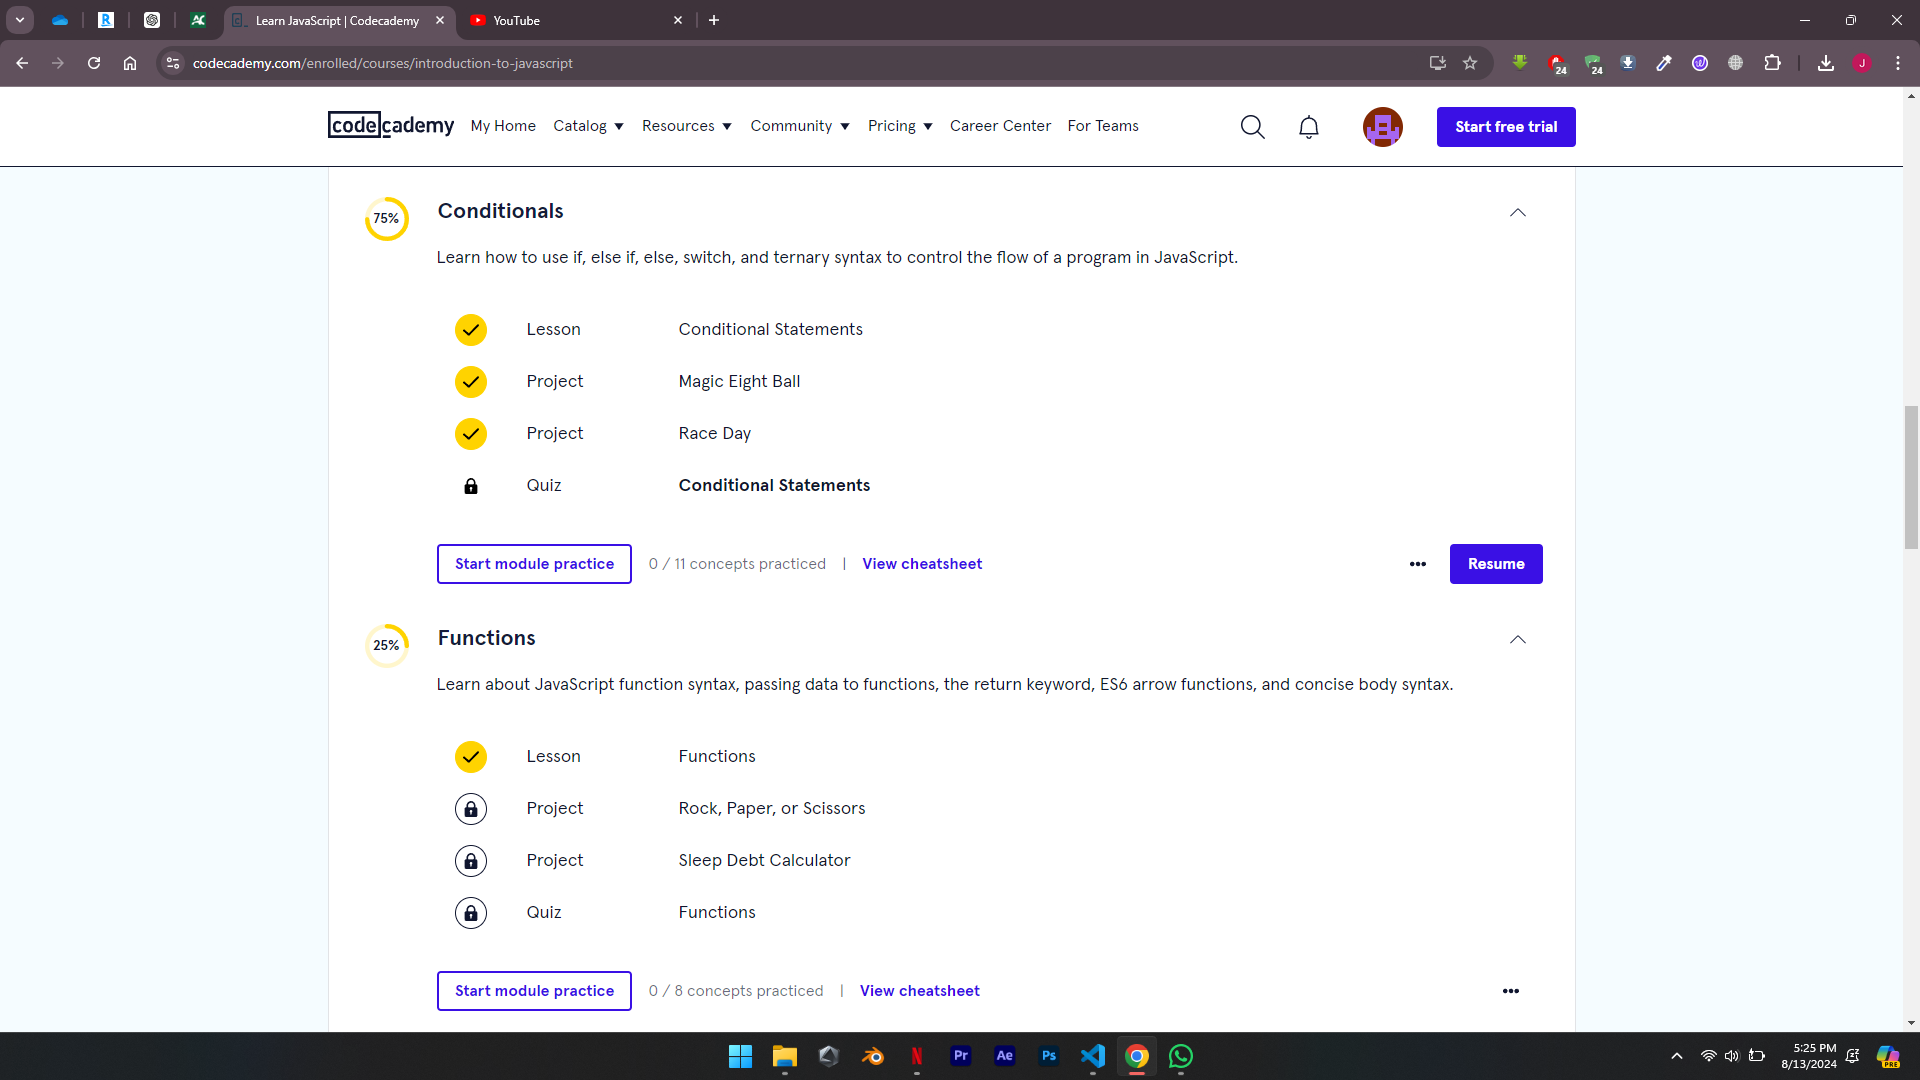 Learn JavaScript | Codecademy
YouTube
codecademy.com/enrolled/courses/introduction-to-javascript
24
24
J
codecademy
My Home
Catalog
Resources
Community
Pricing
Career Center
For Teams
Start free trial
75%
Conditionals
Learn how to use if, else if, else, switch, and ternary syntax to control the flow of a program in JavaScript.
Lesson Conditional Statements
Project Magic Eight Ball
Project Race Day
Quiz Conditional Statements
Start module practice 0 / 11 concepts practiced | View cheatsheet Resume
25%
Functions
Learn about JavaScript function syntax, passing data to functions, the return keyword, ES6 arrow functions, and concise body syntax.
Lesson Functions
Project Rock, Paper, or Scissors
Project Sleep Debt Calculator
Quiz Functions
Start module practice 0 / 8 concepts practiced | View cheatsheet
Pr
Ae
Ps
5:25 PM
8/13/2024
PRE